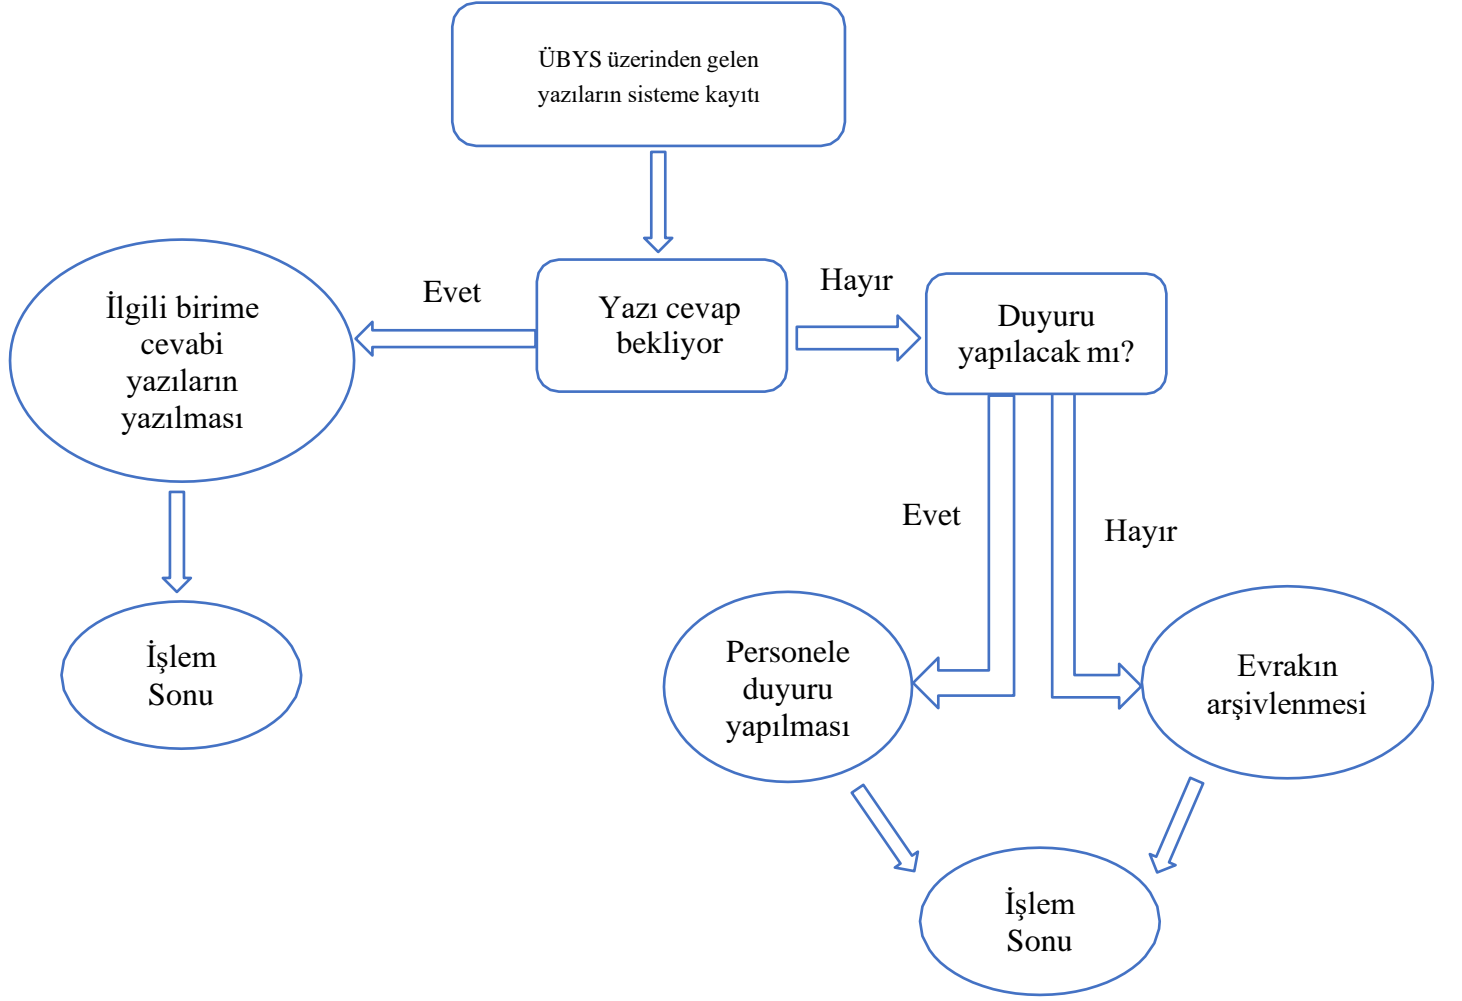 ÜBYS üzerinden gelen
yazıların sisteme kayıtı
Evet
Hayır
İlgili birime
cevabi
yazıların
yazılması
Yazı cevap
bekliyor
Duyuru
yapılacak mı?
Evet
Hayır
İşlem
Sonu
Personele
duyuru
yapılması
Evrakın
arşivlenmesi
İşlem
Sonu